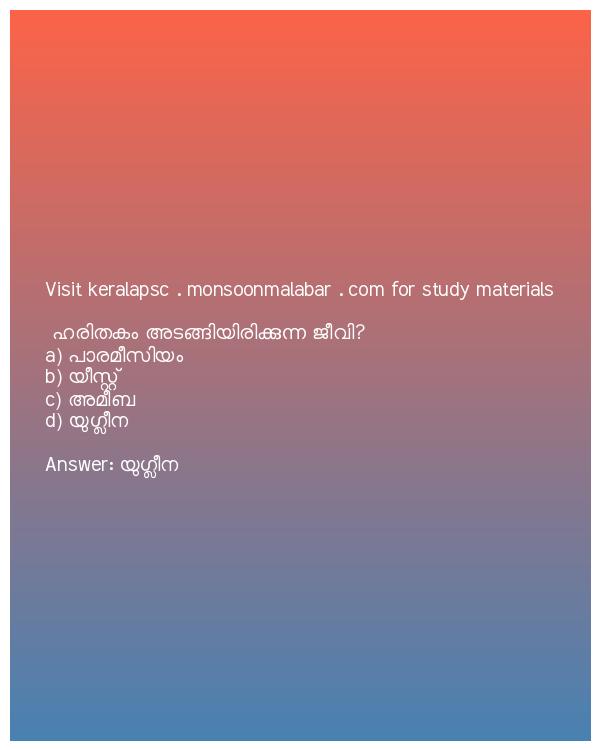 Visit keralapsc . monsoonmalabar . com for study materials
ഹരിതകം അടങ്ങിയിരിക്കുന്ന ജീവി?
a) പാരമീസിയം
b) യീസ്റ്റ്
c) അമീബ
d) യുഗ്ലീന
Answer: യുഗ്ലീന